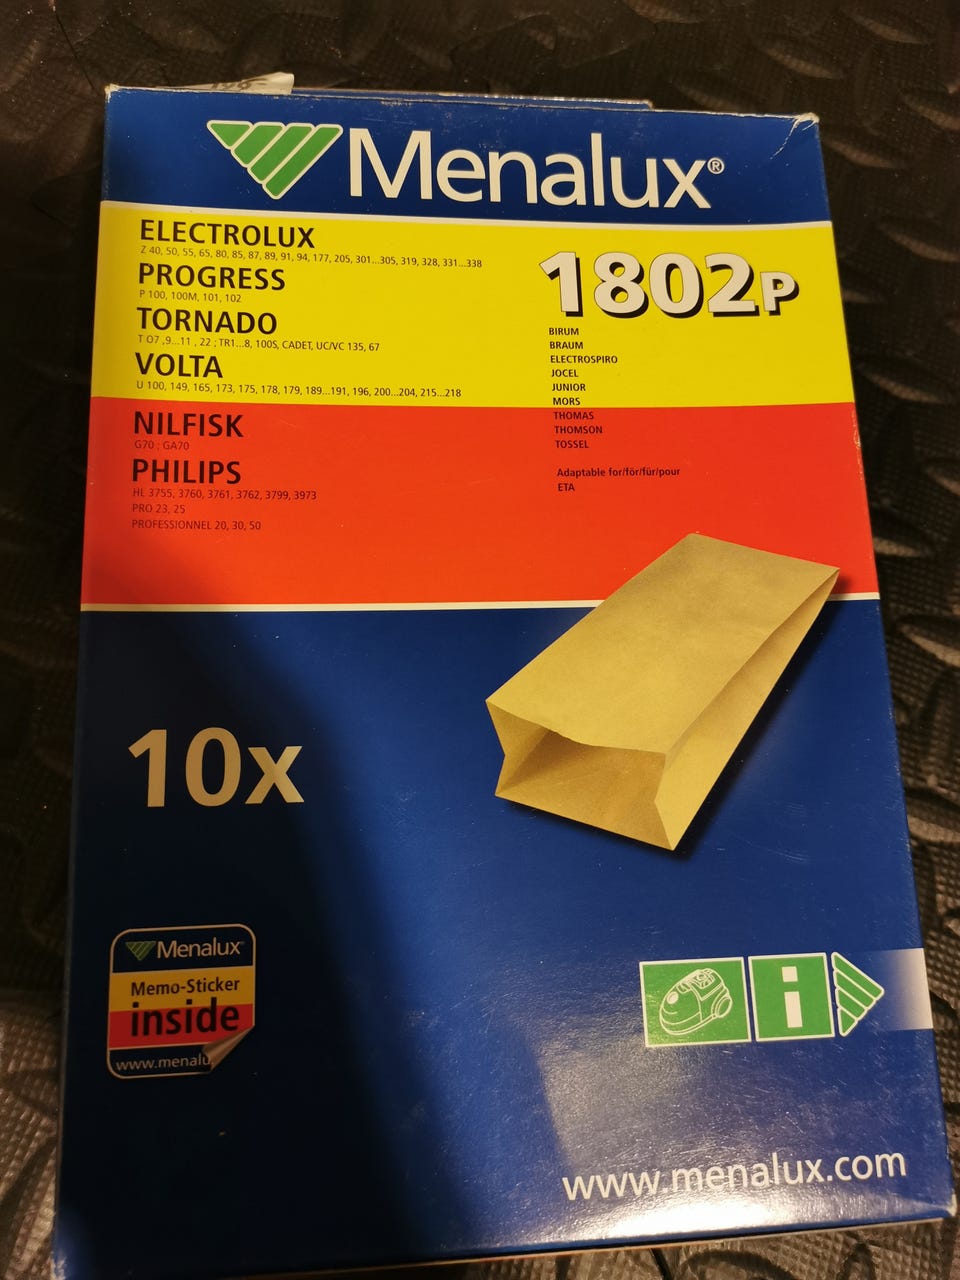 Menalux®
ELECTROLUX
Z 40, 50, 55, 65, 80, 85, 87, 89, 91, 94, 177, 205, 301...305, 319, 328, 331...338
PROGRESS
P 100, 100M, 101, 102
TORNADO
T 07 ,9...11 , 22 ; TR1...8, 100S, CADET, UC/VC 135, 67
VOLTA
U 100, 149, 165, 173, 175, 178, 179, 189...191, 196, 200...204, 215...218
NILFISK
G70 ; GA70
PHILIPS
HL 3755, 3760, 3761, 3762, 3799, 3973
PRO 23, 25
PROFESSIONNEL 20, 30, 50
1802P
BIRUM
BRAUM
ELECTROSPIRO
JOCEL
JUNIOR
MORS
THOMAS
THOMSON
TOSSEL
Adaptable for/för/für/pour
ETA
10x
Menalux®
Memo-Sticker
inside
www.menalu
i
www.menalux.com